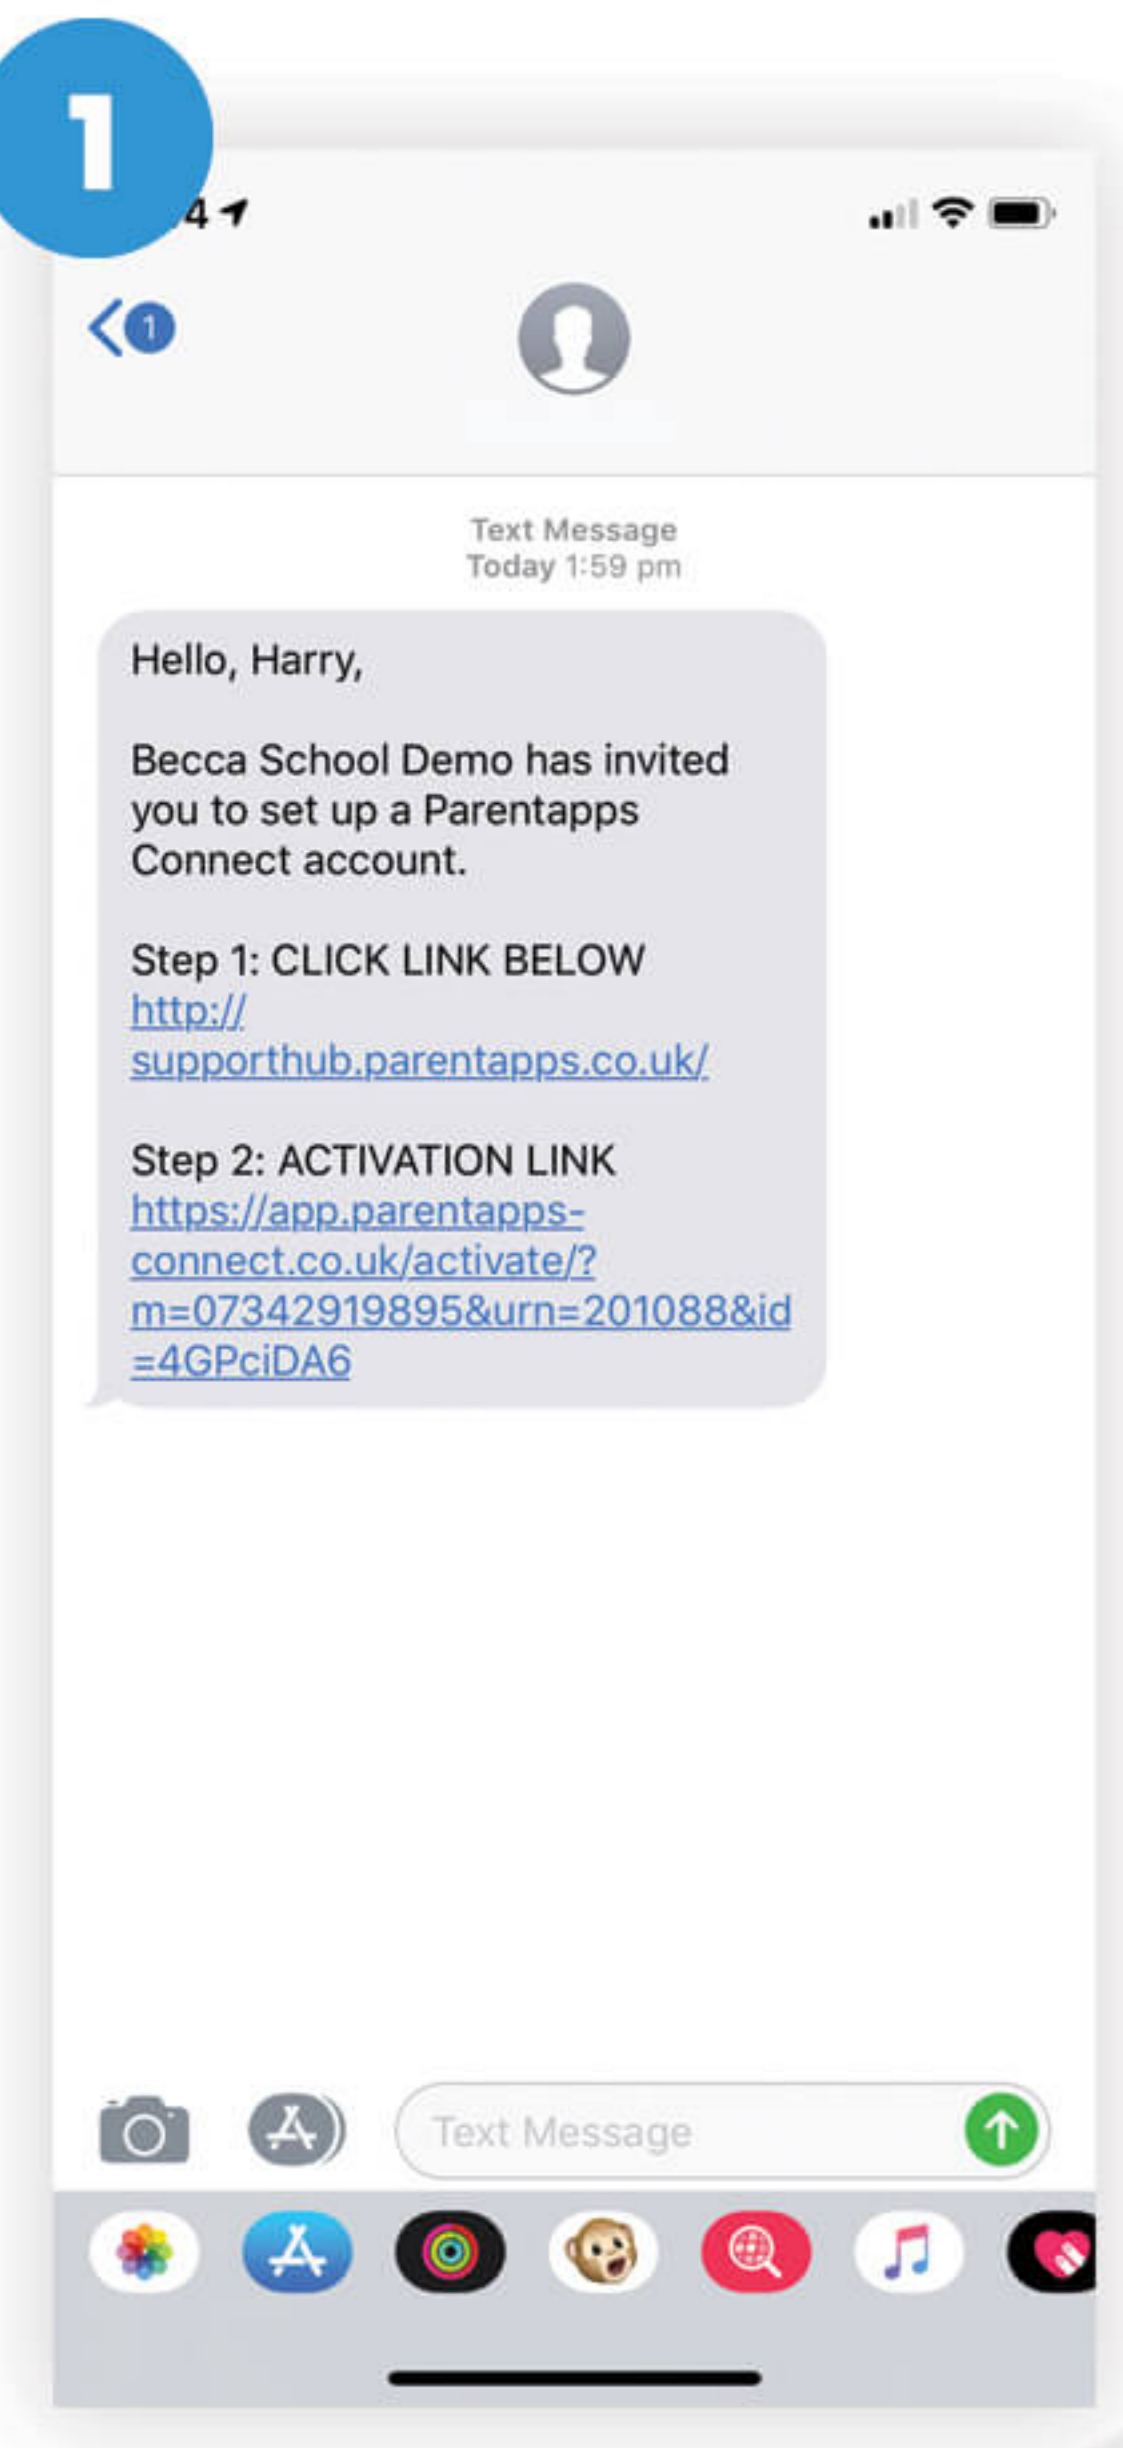 1
4
1
Text Message
Today 1:59 pm
Hello, Harry,
Becca School Demo has invited
you to set up a Parentapps
Connect account.
Step 1: CLICK LINK BELOW
http://
supporthub.parentapps.co.uk/
Step 2: ACTIVATION LINK
https://app.parentapps-
connect.co.uk/activate/?
m=07342919895&urn=201088&id
=4GPciDA6
Text Message